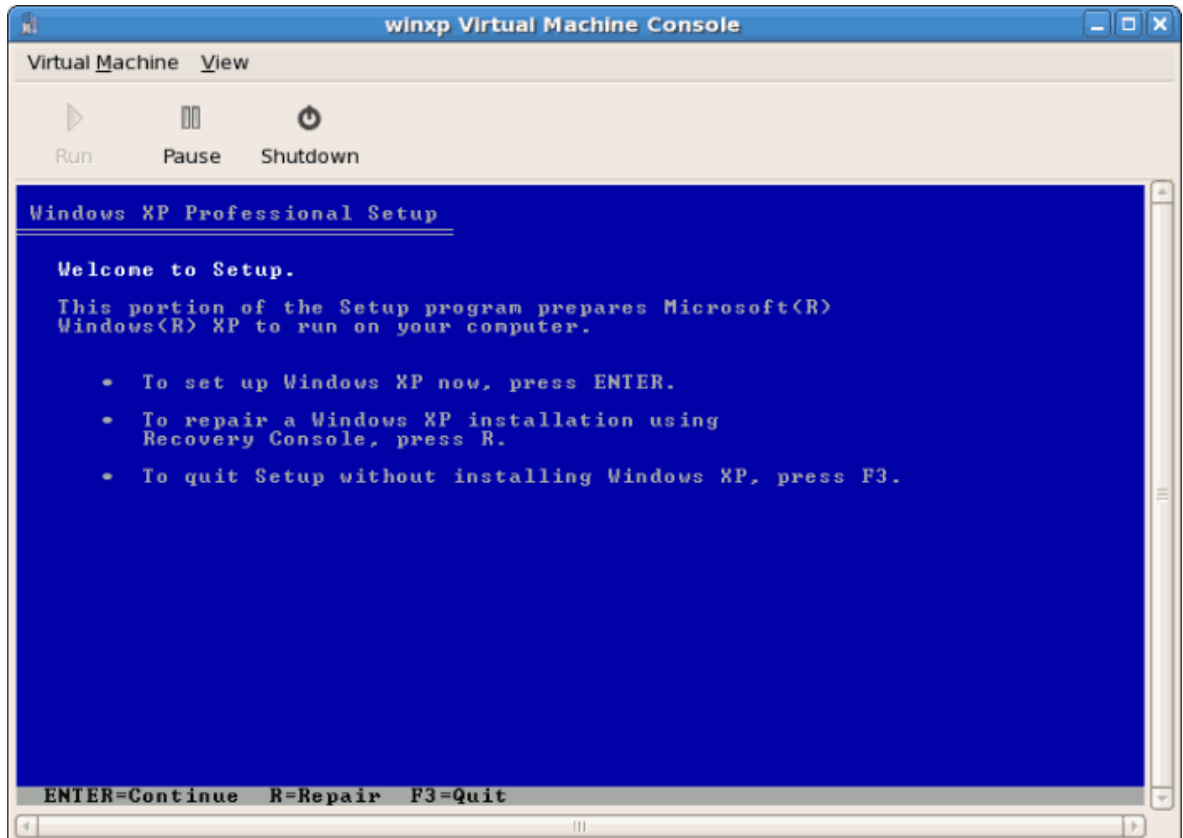 winxp Virtual Machine Console
Virtual Machine View
Run Pause Shutdown
Windows XP Professional Setup
Welcome to Setup.
This portion of the Setup program prepares Microsoft(R)
Windows(R) XP to run on your computer.
• To set up Windows XP now, press ENTER.
• To repair a Windows XP installation using
Recovery Console, press R.
• To quit Setup without installing Windows XP, press F3.
ENTER=Continue R=Repair F3=Quit